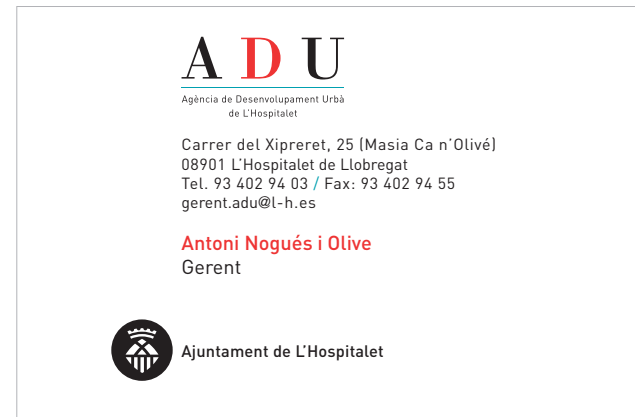 A D U
Agència de Desenvolupament Urbà
de L'Hospitalet
Carrer del Xipreret, 25 (Masia Ca n'Olivé)
08901 L'Hospitalet de Llobregat
Tel. 93 402 94 03 / Fax: 93 402 94 55
gerent.adu@l-h.es
Antoni Nogués i Olive
Gerent
Ajuntament de L'Hospitalet